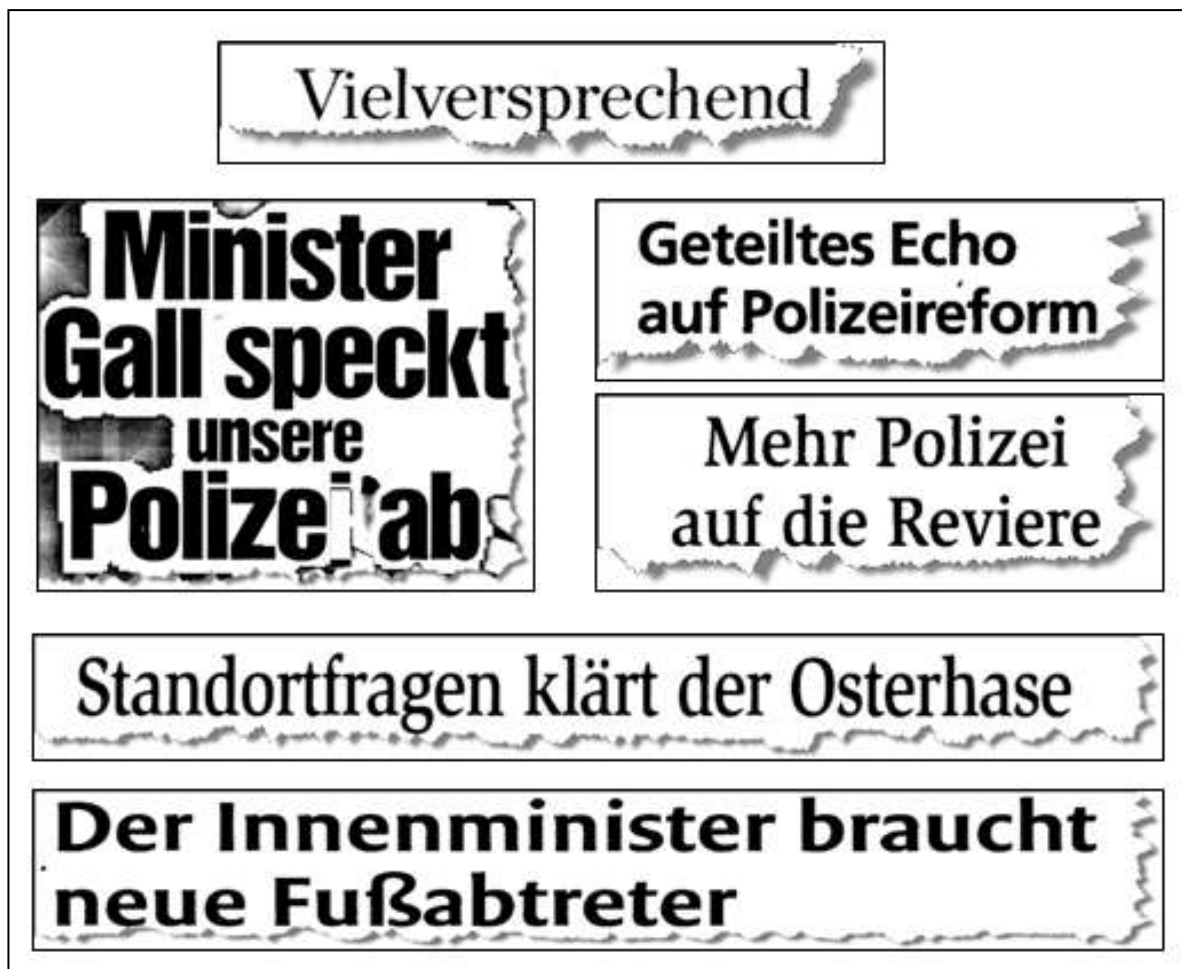 Vielversprechend
Minister
Gall speckt
unsere
Polizei ab
Geteiltes Echo
auf Polizeireform
Mehr Polizei
auf die Reviere
Standortfragen klärt der Osterhase
Der Innenminister braucht
neue Fußabtreter